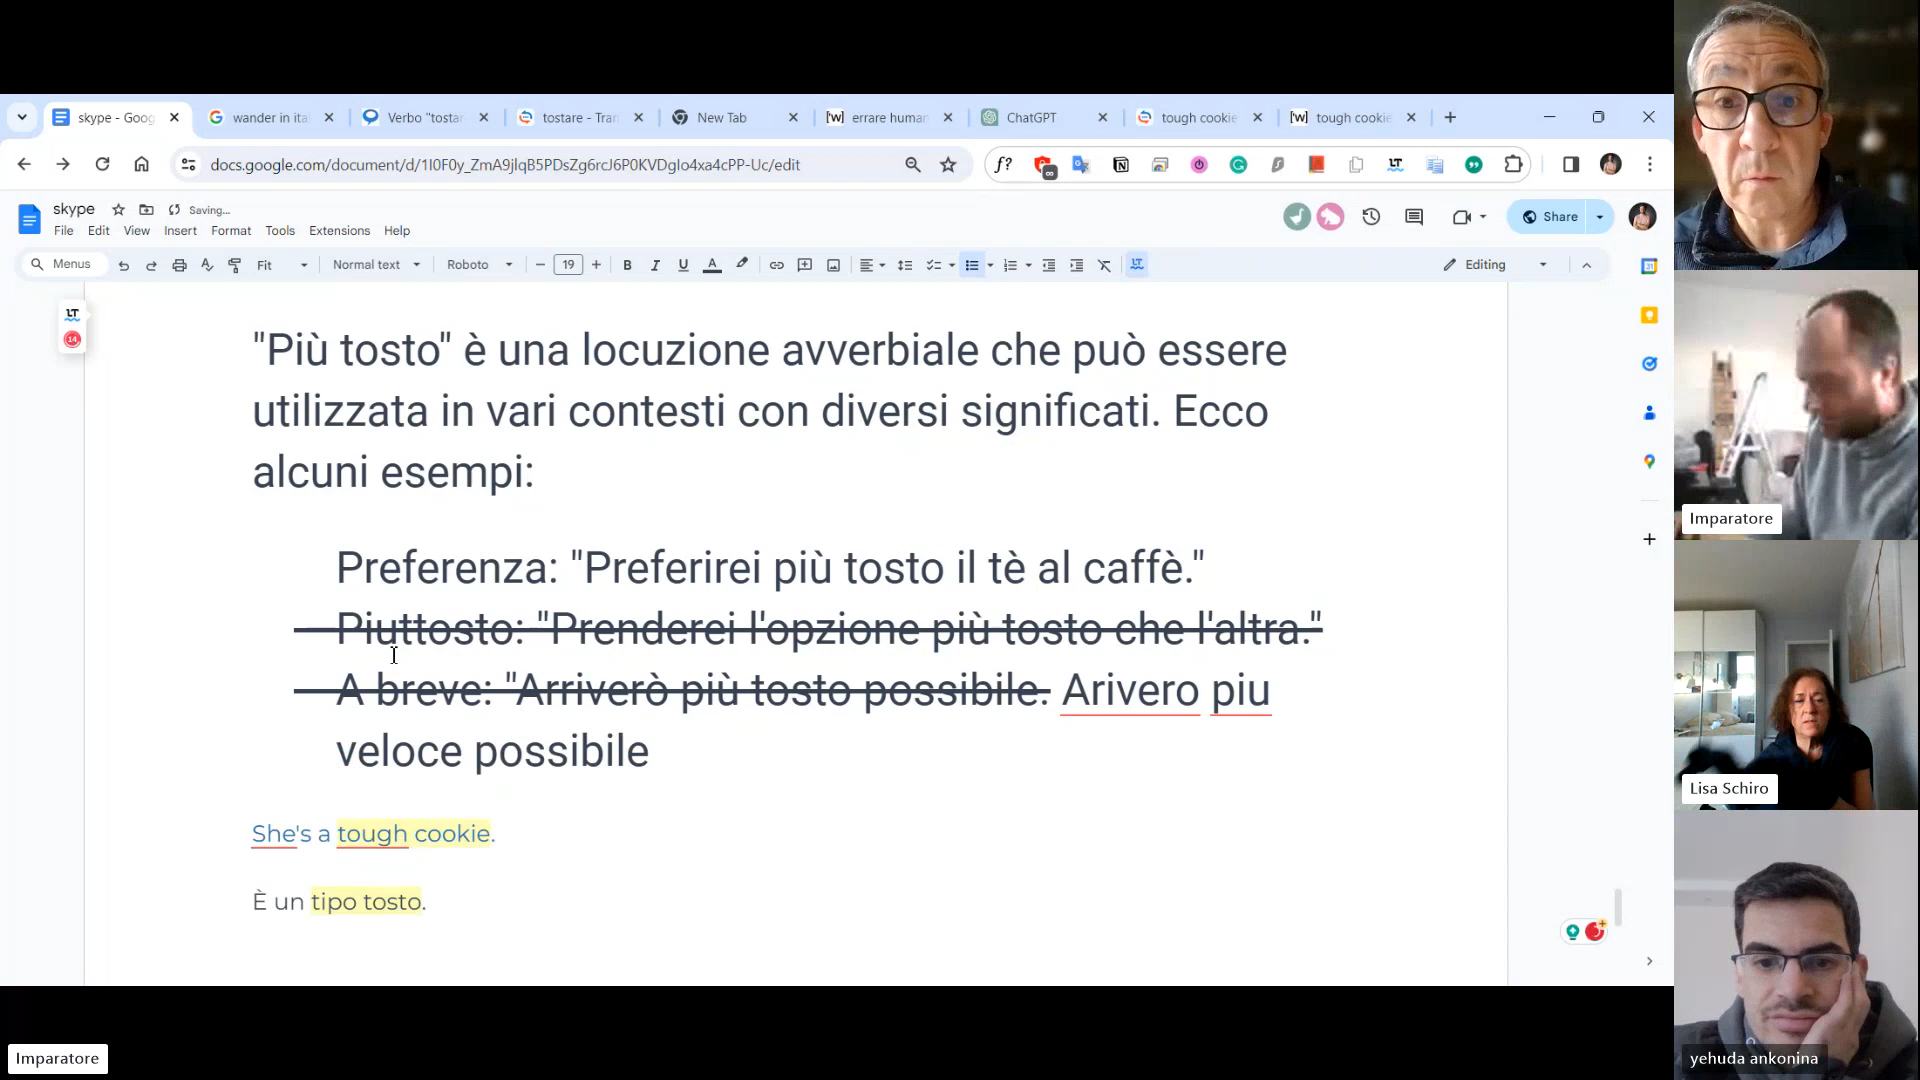 skype - Goog
wander in ita
Verbo "tostar
tostare - Tran
New Tab
errare human
ChatGPT
tough cookie
tough cookie
docs.google.com/document/d/1I0F0y_ZmA9jlqB5PDsZg6rcJ6P0KVDgIo4xa4cPP-Uc/edit
skype
Saving...
Share
File Edit View Insert Format Tools Extensions Help
Menus Fit Normal text Roboto 19 Editing
LT
14
"Più tosto" è una locuzione avverbiale che può essere
utilizzata in vari contesti con diversi significati. Ecco
alcuni esempi:
Preferenza: "Preferirei più tosto il tè al caffè."
Piuttosto: "Prenderei l'opzione più tosto che l'altra."
A breve: "Arriverò più tosto possibile. Arivero piu
veloce possibile
She's a tough cookie.
È un tipo tosto.
Imparatore
Imparatore
Lisa Schiro
yehuda ankonina